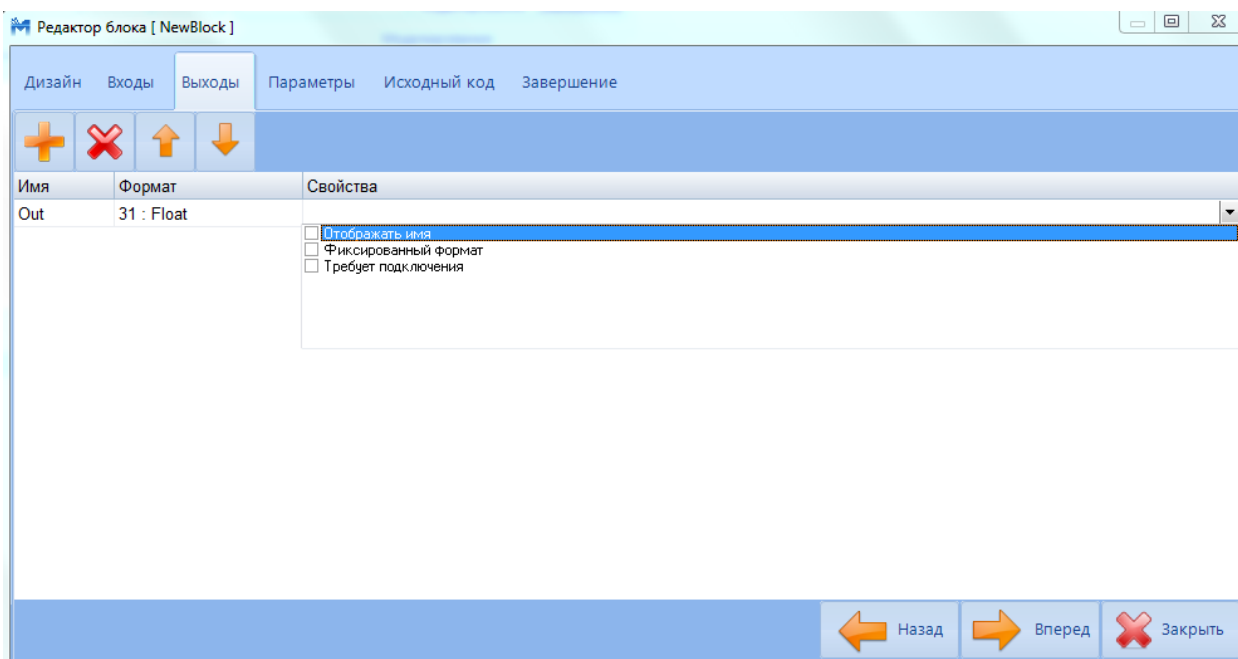 Редактор блока [ NewBlock ]
Дизайн Входы Выходы Параметры Исходный код Завершение
Имя Формат Свойства
Out 31 : Float
Отображать имя
Фиксированный формат
Требует подключения
Назад Вперед Закрыть